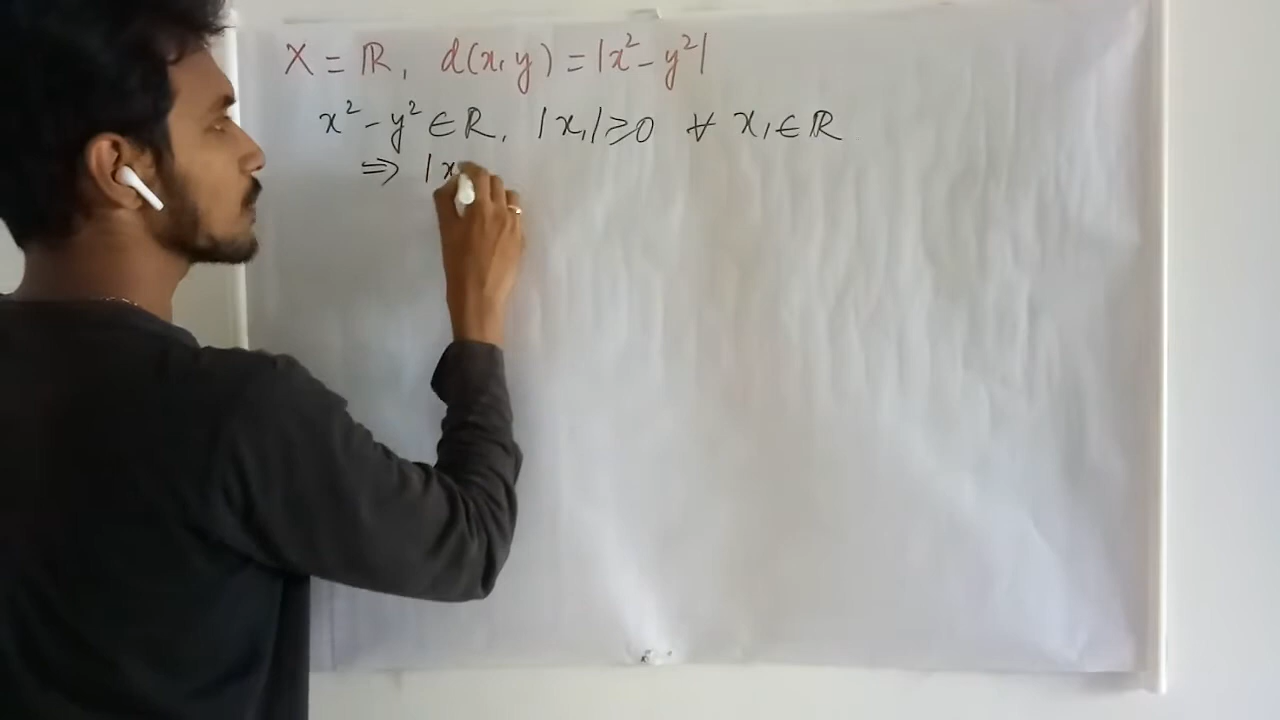 X = ℝ, d(x, y) = |x² - y²|
x² - y² ∈ ℝ, |x₁| ≥ 0 ∀ x₁ ∈ ℝ
⇒ |x